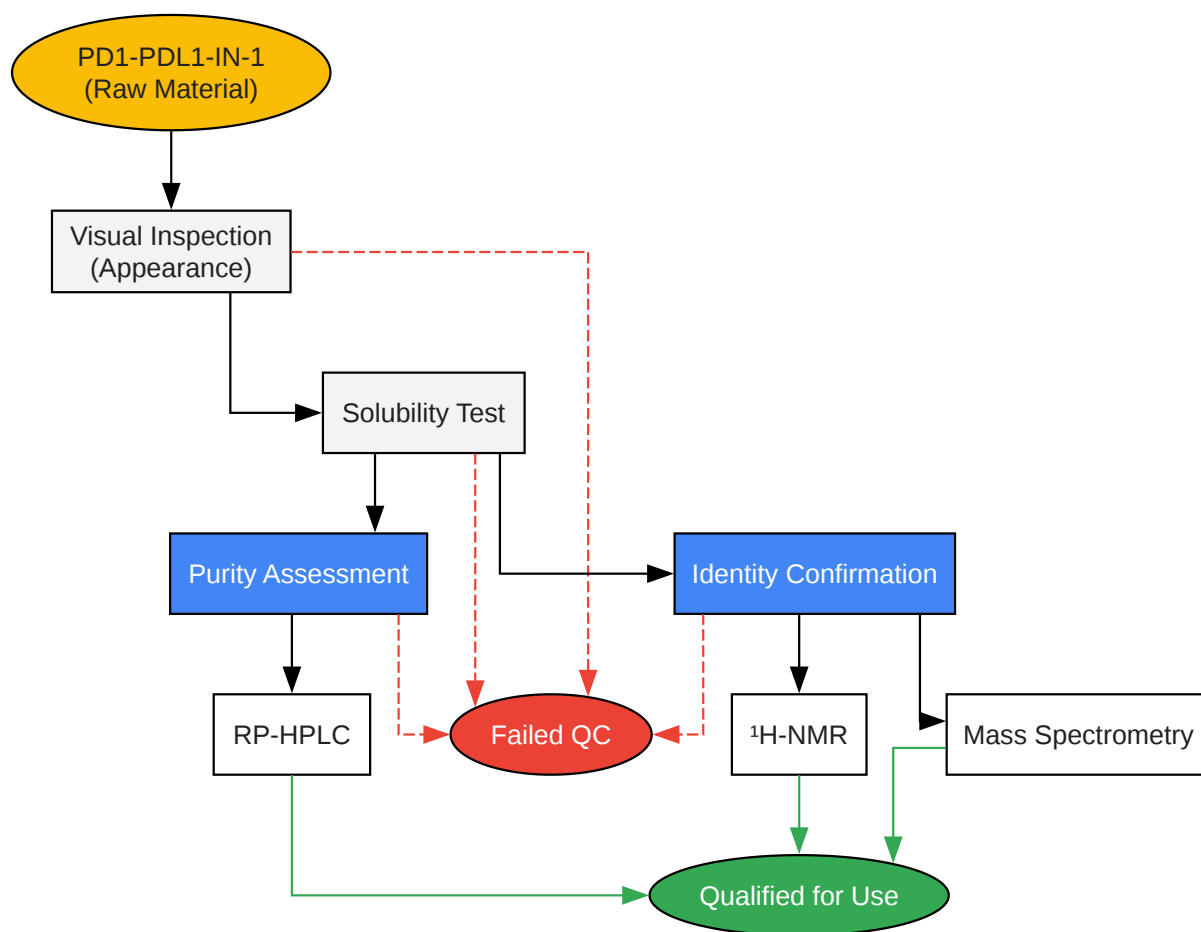 PD1-PDL1-IN-1
(Raw Material)
Visual Inspection
(Appearance)
Solubility Test
Purity Assessment
Identity Confirmation
RP-HPLC
Failed QC
¹H-NMR
Mass Spectrometry
Qualified for Use